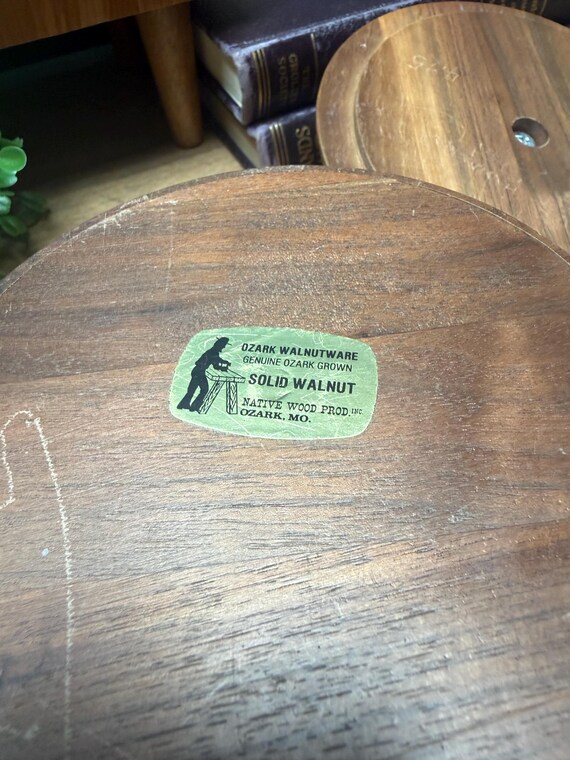 OZARK WALNUTWARE
GENUINE OZARK GROWN
SOLID WALNUT
NATIVE WOOD PROD. INC.
OZARK, MO.